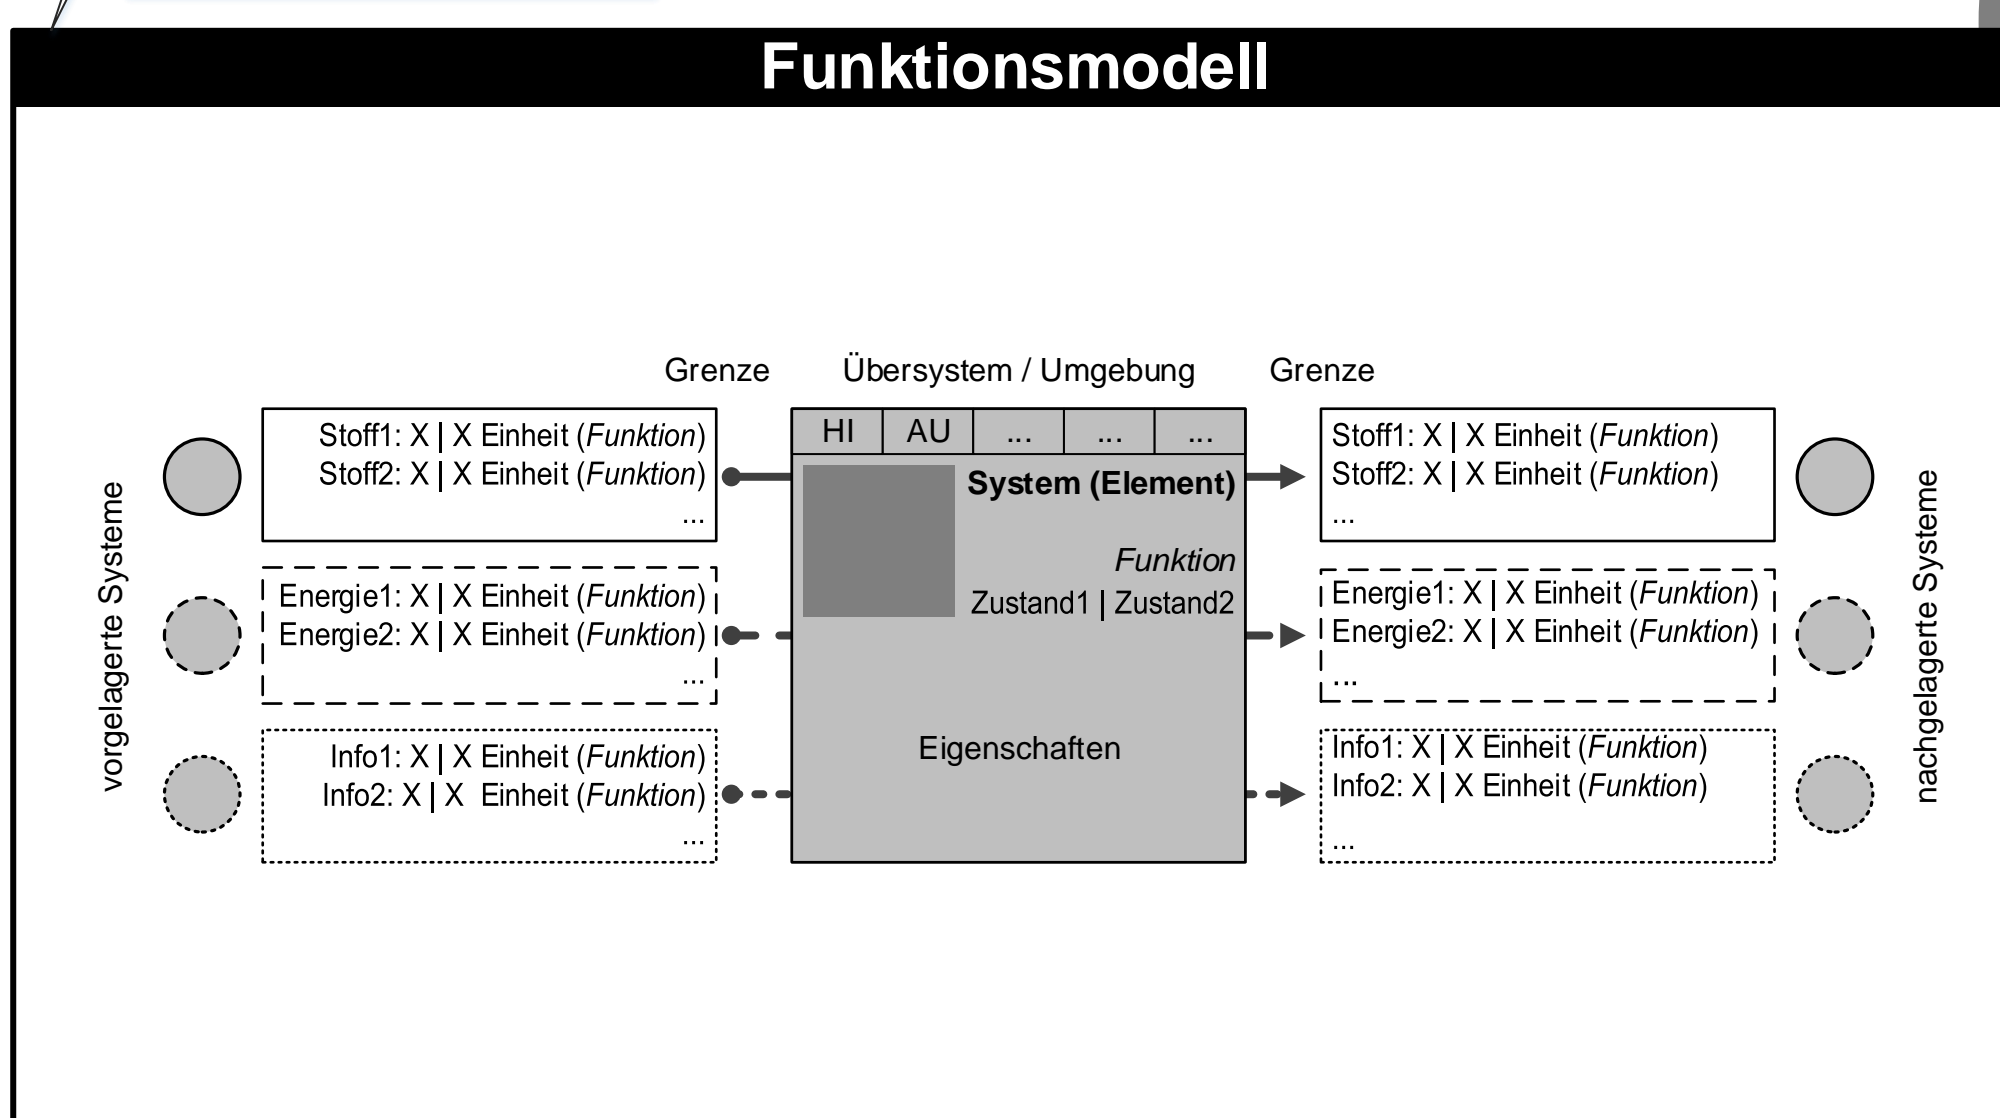 Funktionsmodell
Grenze
Übersystem / Umgebung
Grenze
vorgelagerte Systeme
Stoff1: X | X Einheit (Funktion)
Stoff2: X | X Einheit (Funktion)
...
Energie1: X | X Einheit (Funktion)
Energie2: X | X Einheit (Funktion)
...
Info1: X | X Einheit (Funktion)
Info2: X | X  Einheit (Funktion)
...
HI
AU
...
...
...
System (Element)
Funktion
Zustand1 | Zustand2
Eigenschaften
Stoff1: X | X Einheit (Funktion)
Stoff2: X | X Einheit (Funktion)
...
Energie1: X | X Einheit (Funktion)
Energie2: X | X Einheit (Funktion)
...
Info1: X | X Einheit (Funktion)
Info2: X | X Einheit (Funktion)
...
nachgelagerte Systeme